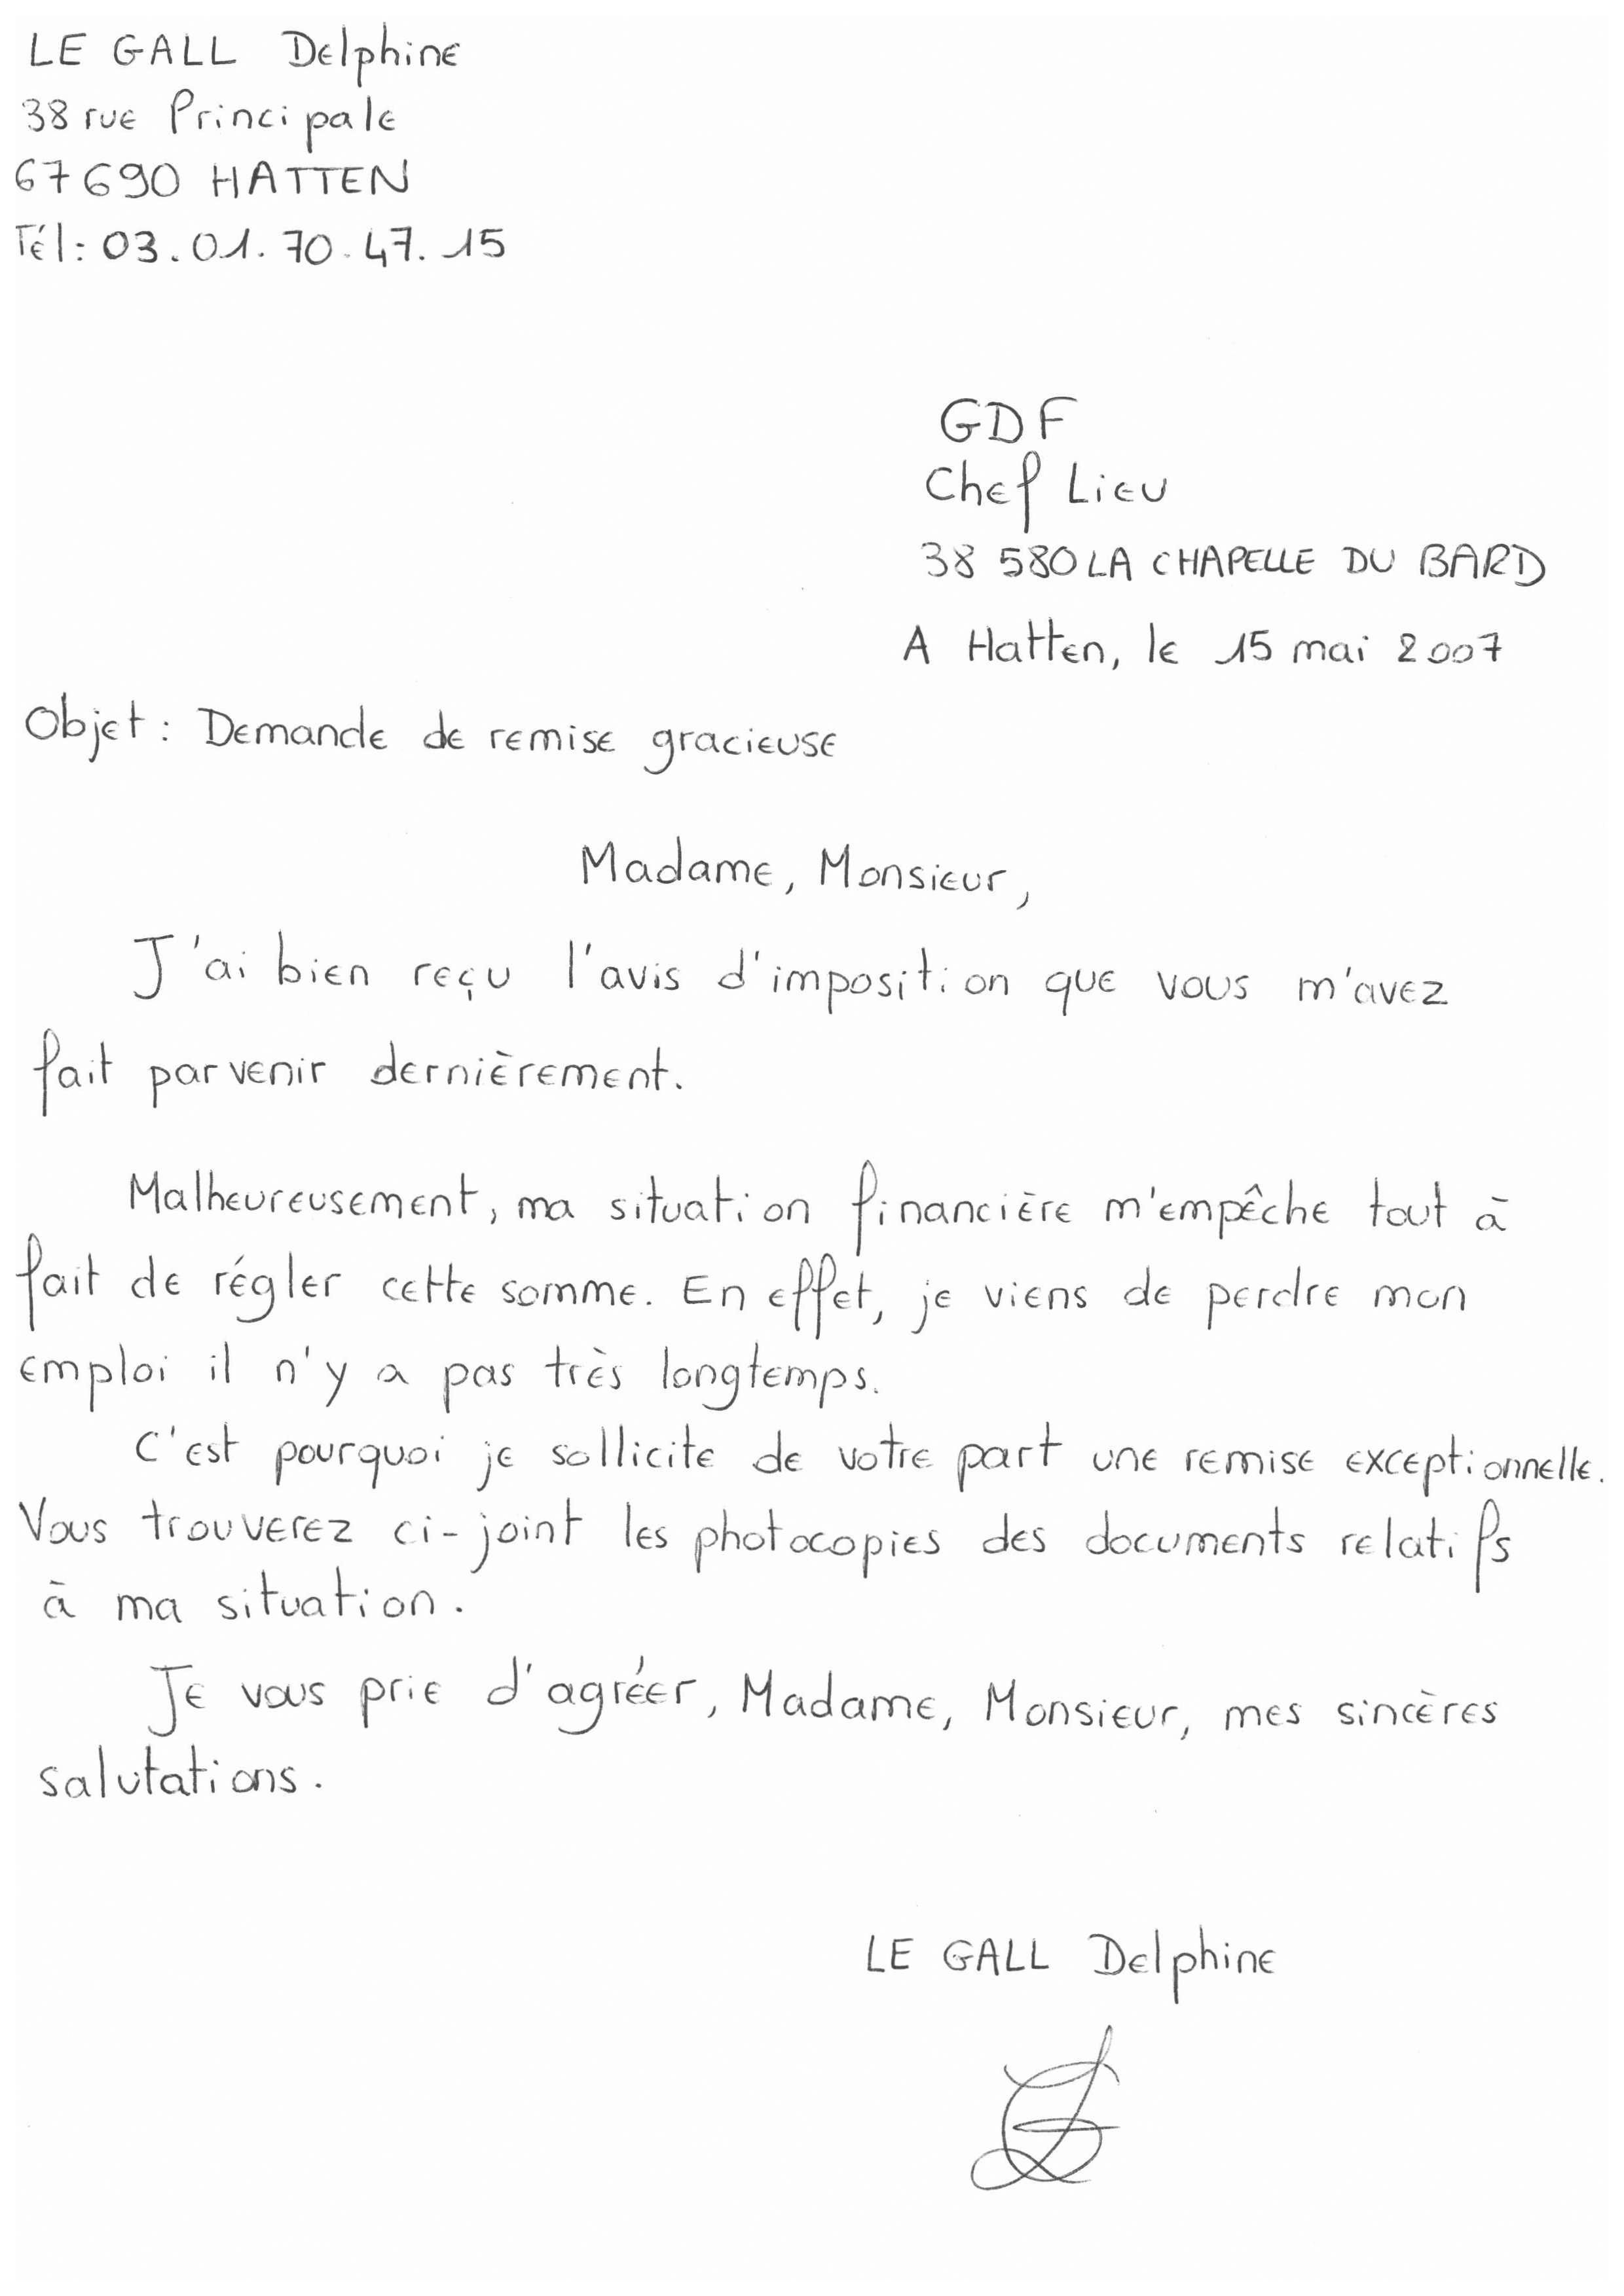 LE GALL Delphine
38 rue Principale
67690 HATTEN
Tél: 03.01.70.47.15
GDF
Chef Lieu
38 580 LA CHAPELLE DU BARD
A Hatten, le 15 mai 2007
Objet: Demande de remise gracieuse
Madame, Monsieur,
J'ai bien reçu l'avis d'imposition que vous m'avez
fait parvenir dernièrement.
Malheureusement, ma situation financière m'empêche tout à
fait de régler cette somme. En effet, je viens de perdre mon
emploi il n'y a pas très longtemps.
C'est pourquoi je sollicite de votre part une remise exceptionnelle.
Vous trouverez ci-joint les photocopies des documents relatifs
à ma situation.
Je vous prie d'agréer, Madame, Monsieur, mes sincères
salutations.
LE GALL Delphine